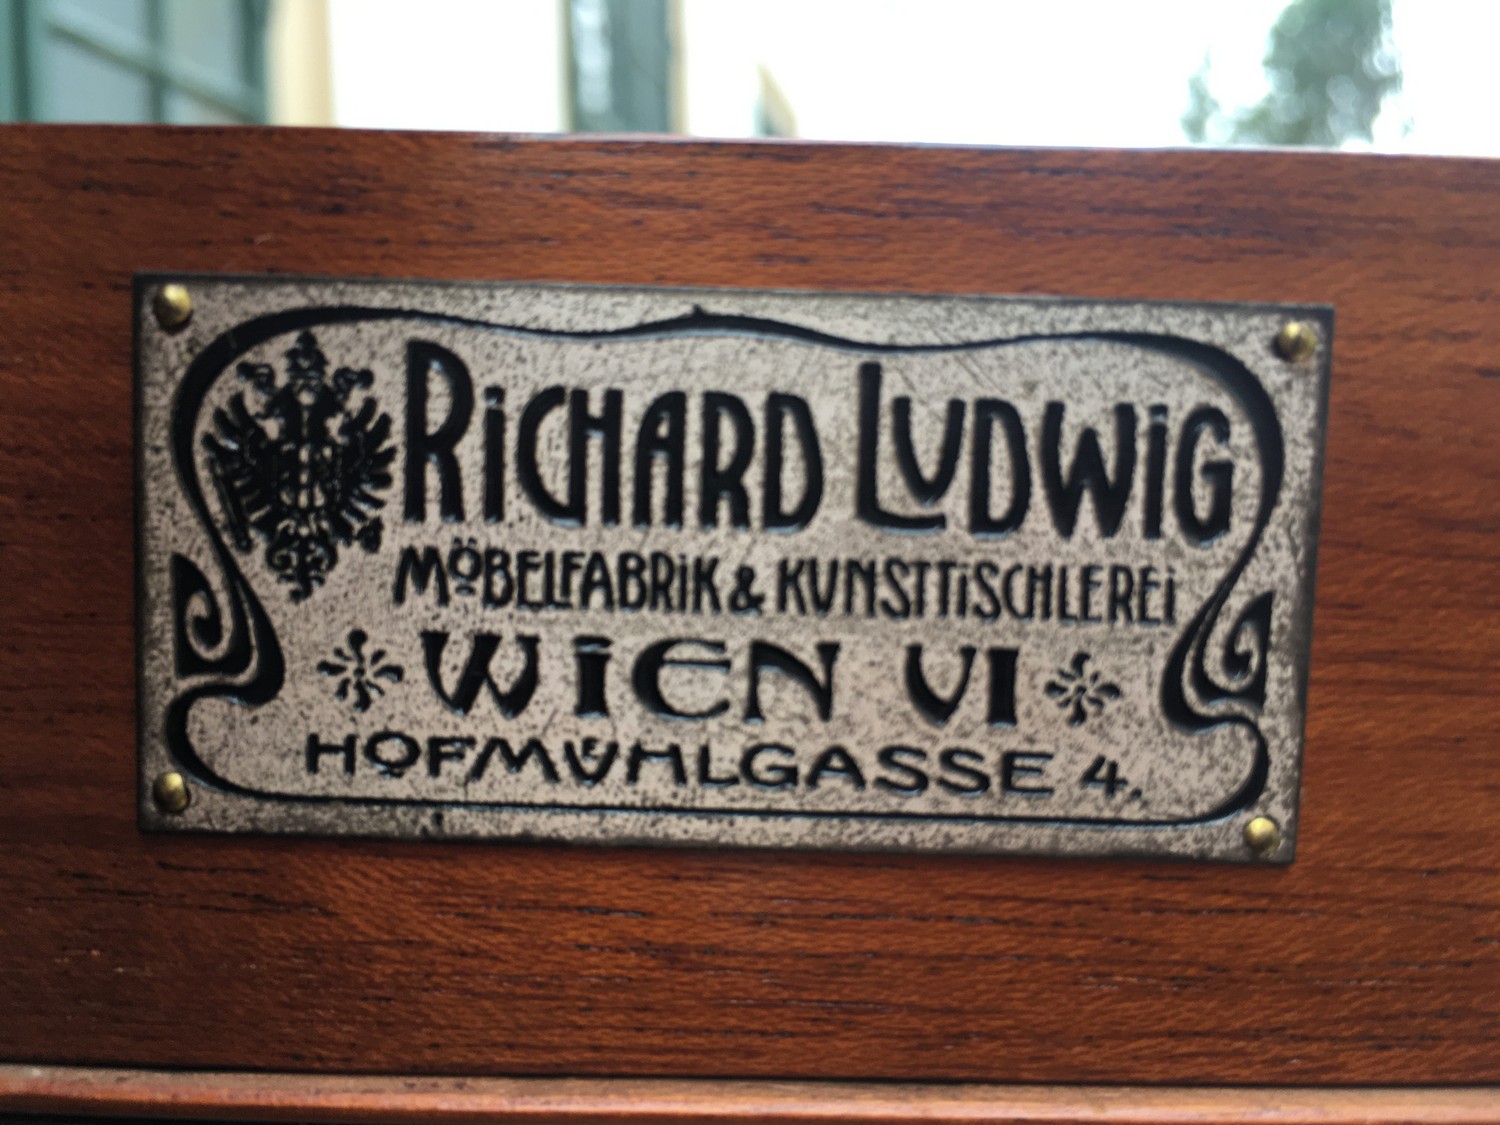 RiCHARD LUDWiG
MÖBELFABRiK & KUNSTTiSCHLEREi
WiEN VI
HOFMÜHLGASSE 4.